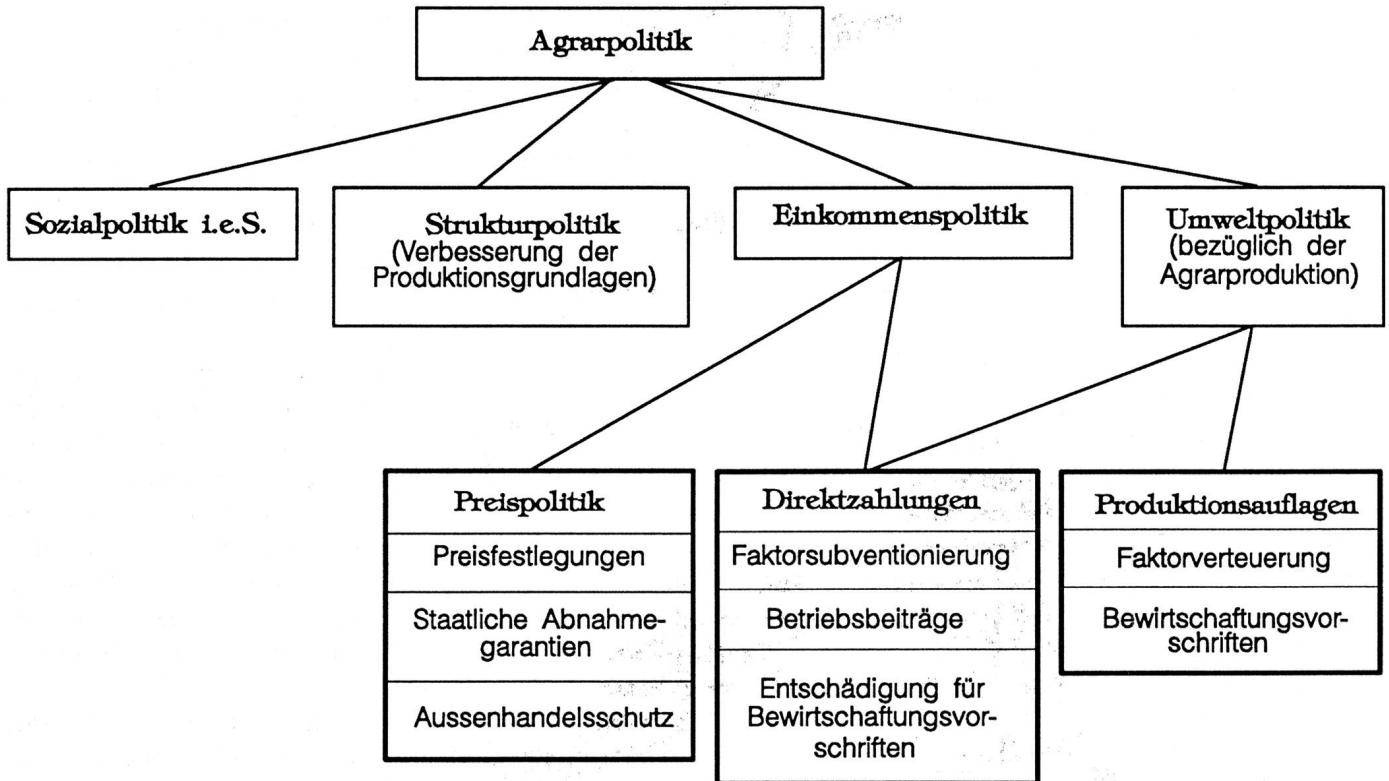 Agrarpolitik
Sozialpolitik i.e.S.
Strukturpolitik
(Verbesserung der
Produktionsgrundlagen)
Einkommenspolitik
Umweltpolitik
(bezüglich der
Agrarproduktion)
Preispolitik
Preisfestlegungen
Staatliche Abnahme-
garantien
Aussenhandelsschutz
Direktzahlungen
Faktorsubventionierung
Betriebsbeiträge
Entschädigung für
Bewirtschaftungsvor-
schriften
Produktionsauflagen
Faktorverteuerung
Bewirtschaftungsvor-
schriften